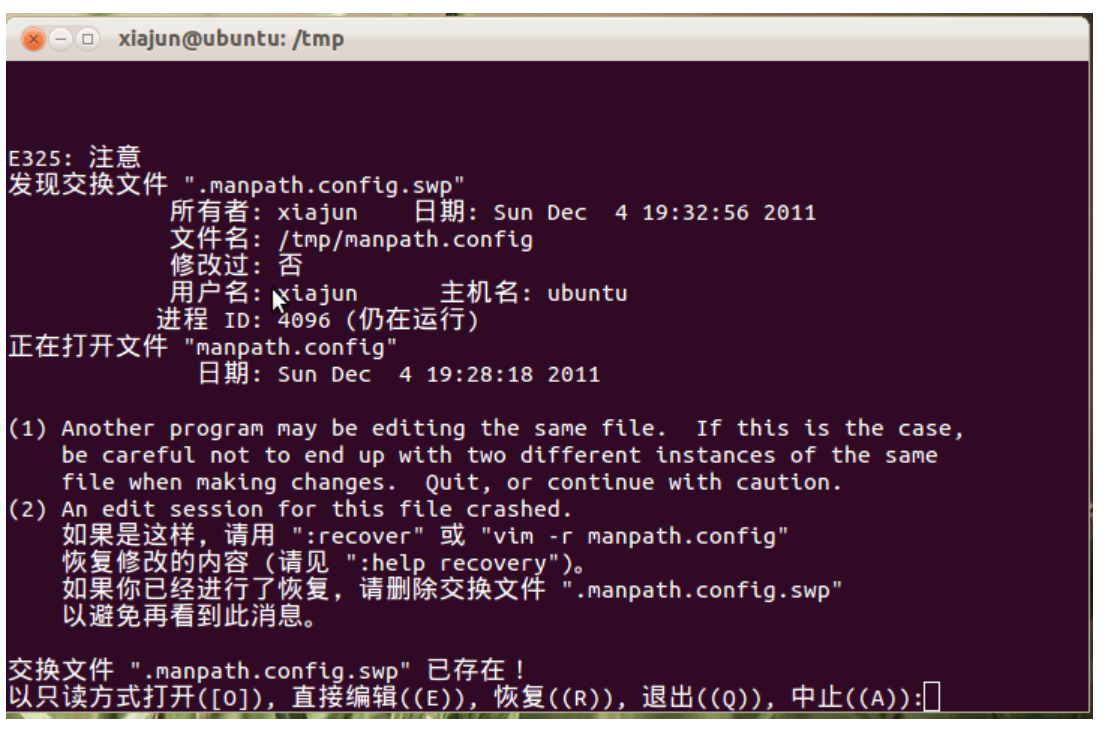 xiajun@ubuntu: /tmp
E325: 注意
发现交换文件 ".manpath.config.swp"
所有者: xiajun    日期: Sun Dec  4 19:32:56 2011
文件名: /tmp/manpath.config
修改过: 否
用户名: xiajun      主机名: ubuntu
进程 ID: 4096 (仍在运行)
正在打开文件 "manpath.config"
日期: Sun Dec  4 19:28:18 2011
(1) Another program may be editing the same file.  If this is the case,
be careful not to end up with two different instances of the same
file when making changes.  Quit, or continue with caution.
(2) An edit session for this file crashed.
如果是这样，请用 ":recover" 或 "vim -r manpath.config"
恢复修改的内容 (请见 ":help recovery")。
如果你已经进行了恢复，请删除交换文件 ".manpath.config.swp"
以避免再看到此消息。
交换文件 ".manpath.config.swp" 已存在！
以只读方式打开([O]), 直接编辑((E)), 恢复((R)), 退出((Q)), 中止((A)):